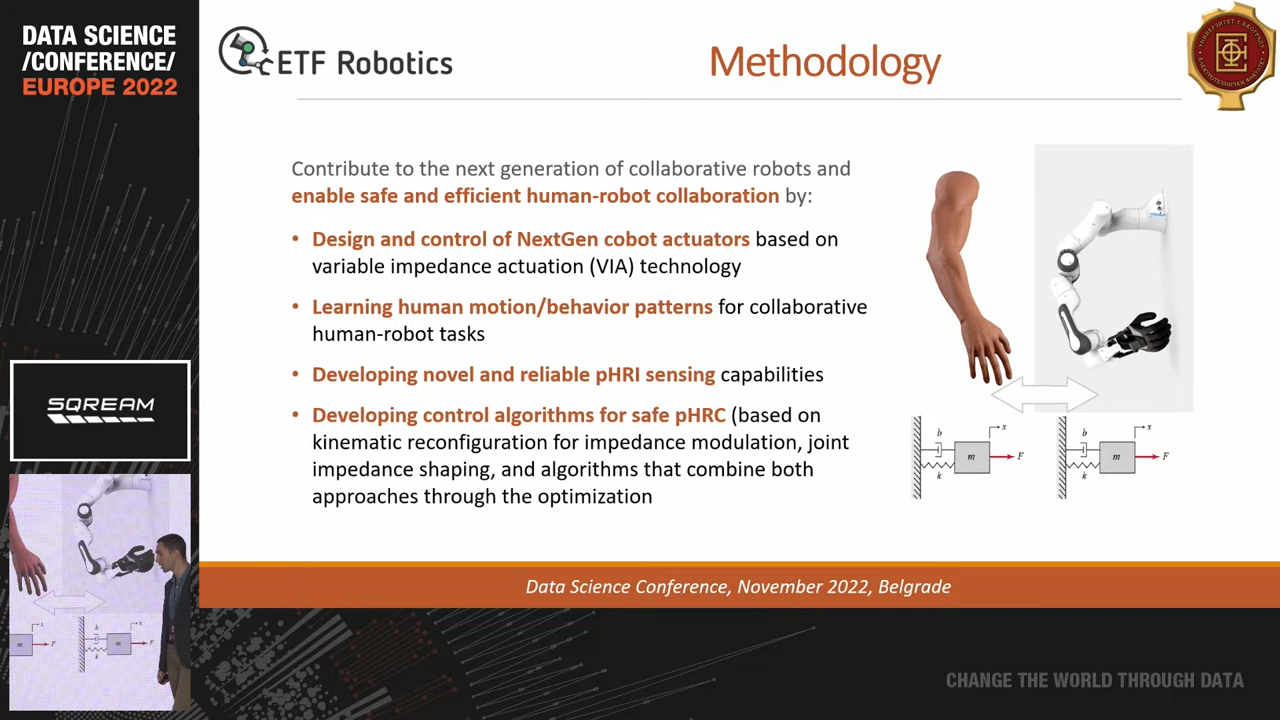 DATA SCIENCE
/CONFERENCE/
EUROPE 2022
ETF Robotics
Methodology
Contribute to the next generation of collaborative robots and
enable safe and efficient human-robot collaboration by:
• Design and control of NextGen cobot actuators based on
variable impedance actuation (VIA) technology
• Learning human motion/behavior patterns for collaborative
human-robot tasks
• Developing novel and reliable pHRI sensing capabilities
• Developing control algorithms for safe pHRC (based on
kinematic reconfiguration for impedance modulation, joint
impedance shaping, and algorithms that combine both
approaches through the optimization
b m k x F
b m k x F
SQREAM
m x F
b m k x F
Data Science Conference, November 2022, Belgrade
CHANGE THE WORLD THROUGH DATA